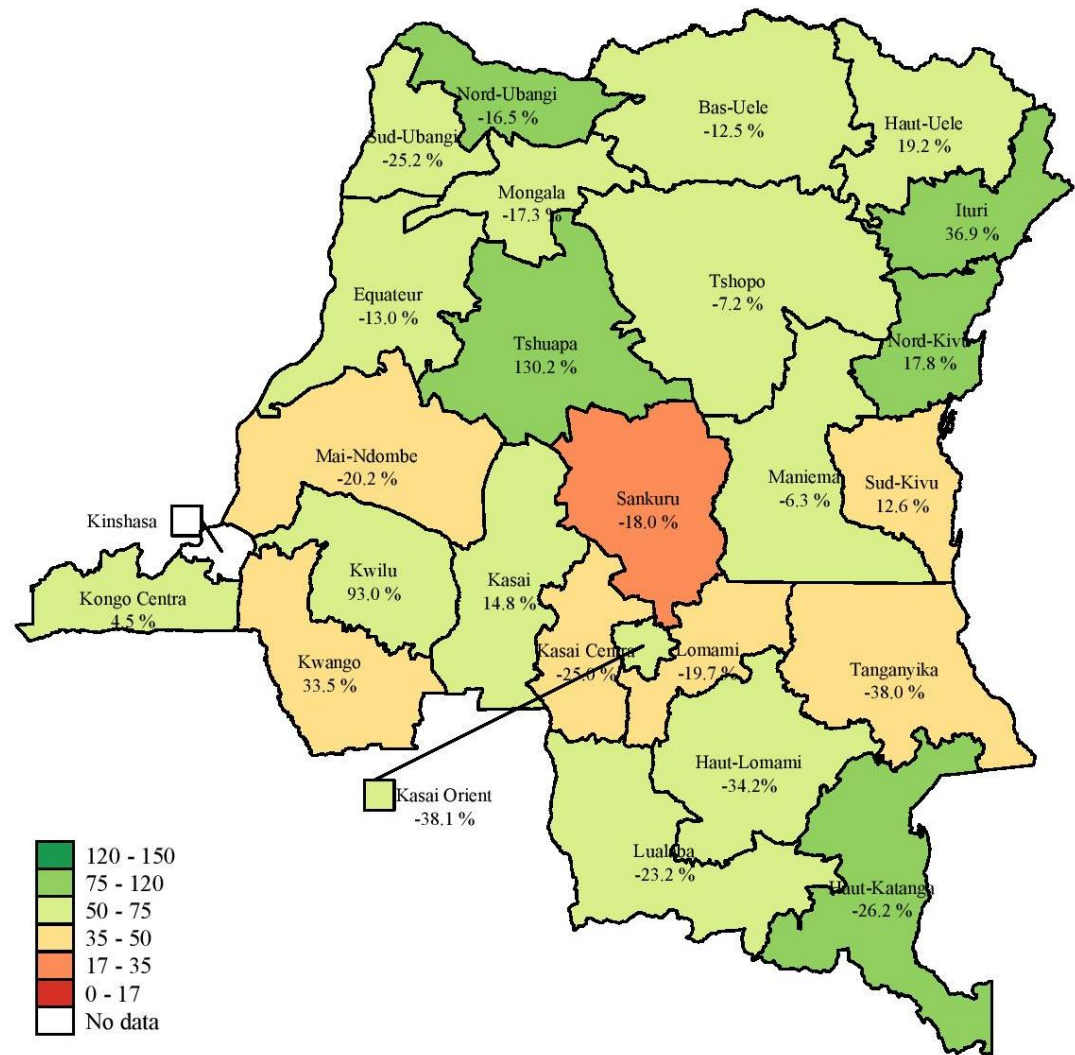 Nord-Ubangi
-16.5 %
Bas-Uele
-12.5 %
Haut-Uele
19.2 %
Sud-Ubangi
-25.2 %
Mongala
-17.3 %
Ituri
36.9 %
Equateur
-13.0 %
Tshopo
-7.2 %
Tshuapa
130.2 %
Nord-Kivu
17.8 %
Mai-Ndombe
-20.2 %
Maniema
-6.3 %
Sud-Kivu
12.6 %
Sankuru
-18.0 %
Kinshasa
Kwilu
93.0 %
Kasai
14.8 %
Kongo Centra
4.5 %
Kwango
33.5 %
Kasai Centra
-25.0 %
Lomami
-19.7 %
Tanganyika
-38.0 %
Haut-Lomami
-34.2%
Kasai Orient
-38.1 %
Lualaba
-23.2 %
Haut-Katanga
-26.2 %
120 - 150
75 - 120
50 - 75
35 - 50
17 - 35
0 - 17
No data